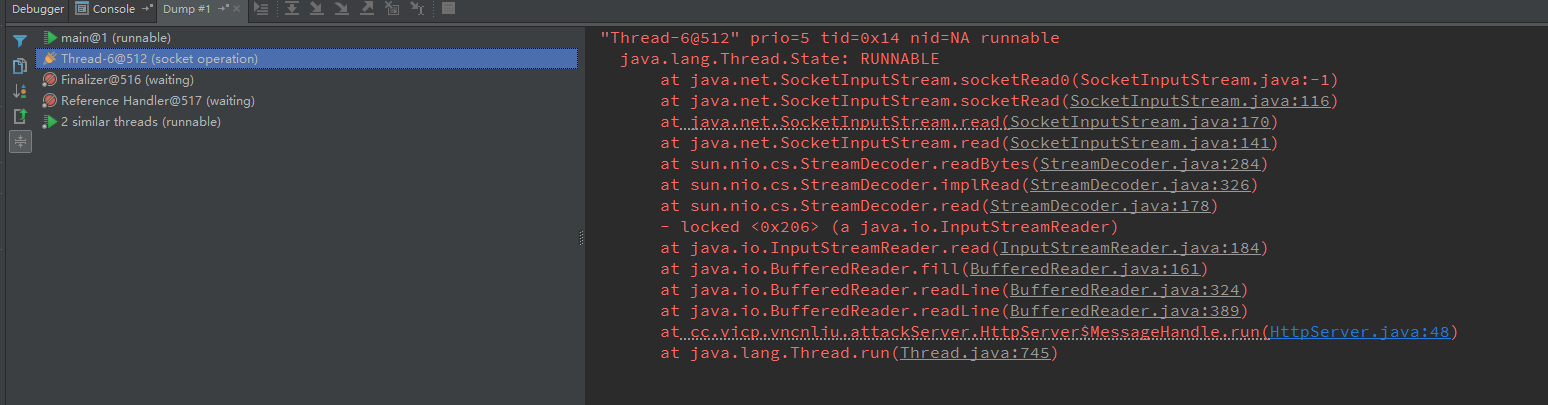 Debugger Console Dump #1
main@1 (runnable)
Thread-6@512 (socket operation)
Finalizer@516 (waiting)
Reference Handler@517 (waiting)
2 similar threads (runnable)
"Thread-6@512" prio=5 tid=0x14 nid=NA runnable
java.lang.Thread.State: RUNNABLE
at java.net.SocketInputStream.socketRead0(SocketInputStream.java:-1)
at java.net.SocketInputStream.socketRead(SocketInputStream.java:116)
at java.net.SocketInputStream.read(SocketInputStream.java:170)
at java.net.SocketInputStream.read(SocketInputStream.java:141)
at sun.nio.cs.StreamDecoder.readBytes(StreamDecoder.java:284)
at sun.nio.cs.StreamDecoder.implRead(StreamDecoder.java:326)
at sun.nio.cs.StreamDecoder.read(StreamDecoder.java:178)
- locked <0x206> (a java.io.InputStreamReader)
at java.io.InputStreamReader.read(InputStreamReader.java:184)
at java.io.BufferedReader.fill(BufferedReader.java:161)
at java.io.BufferedReader.readLine(BufferedReader.java:324)
at java.io.BufferedReader.readLine(BufferedReader.java:389)
at cc.vicp.vncnliu.attackServer.HttpServer$MessageHandle.run(HttpServer.java:48)
at java.lang.Thread.run(Thread.java:745)